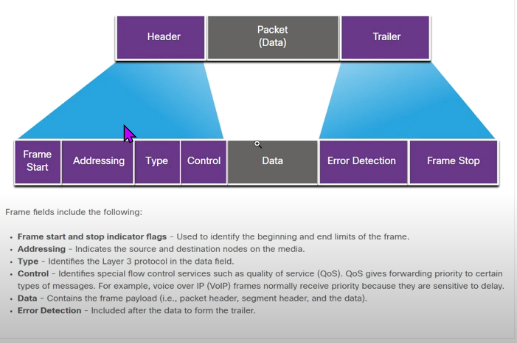 Header
Packet
(Data)
Trailer
Frame
Start
Addressing
Type
Control
Data
Error Detection
Frame Stop
Frame fields include the following:
• Frame start and stop indicator flags - Used to identify the beginning and end limits of the frame.
• Addressing - Indicates the source and destination nodes on the media.
• Type - Identifies the Layer 3 protocol in the data field.
• Control - Identifies special flow control services such as quality of service (QoS). QoS gives forwarding priority to certain
types of messages. For example, voice over IP (VoIP) frames normally receive priority because they are sensitive to delay.
• Data - Contains the frame payload (i.e., packet header, segment header, and the data).
• Error Detection - Included after the data to form the trailer.